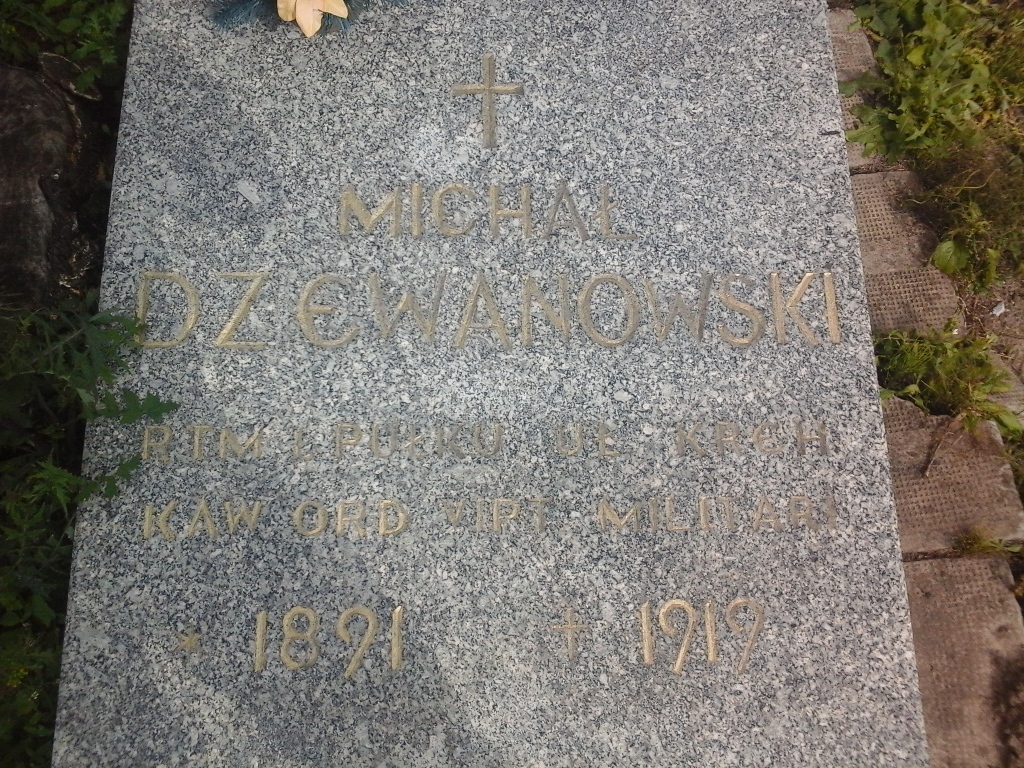 MICHAŁ
DZEWANOWSKI
RTM I PUŁKU UŁ KRECH
KAW ORD VIRT MILITARI
* 1891 † 1919